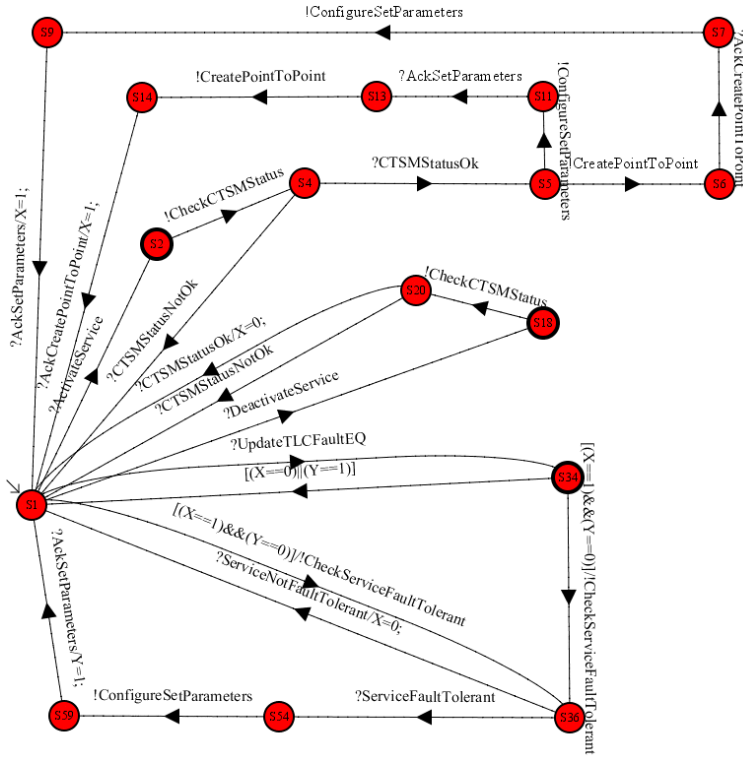 !ConfigureSetParameters
S9
S7
?AckCreatePointToPoint
!CreatePointToPoint
?AckSetParameters
!ConfigureSetParameters
S14
S13
S11
?CTSMStatusOk
!CreatePointToPoint
S4
S5
S6
!CheckCTSMStatus
S2
?AckSetParameters/X=1;
?AckCreatePointToPoint/X=1;
?ActivateService
?CTSMStatusNotOk
!CheckCTSMStatus
S20
S18
?CTSMStatusOk/X=0;
?CTSMStatusNotOk
?DeactivateService
?UpdateTLCFaultEQ
[(X==0)||(Y==1)]
S34
[(X==1)&&(Y==0)]/!CheckServiceFaultTolerant
S1
[(X==1)&&(Y==0)]/!CheckServiceFaultTolerant
?ServiceNotFaultTolerant/X=0;
?AckSetParameters/Y=1;
!ConfigureSetParameters
?ServiceFaultTolerant
S59
S54
S36